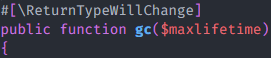 #[\ReturnTypeWillChange]
public function gc($maxlifetime)
{